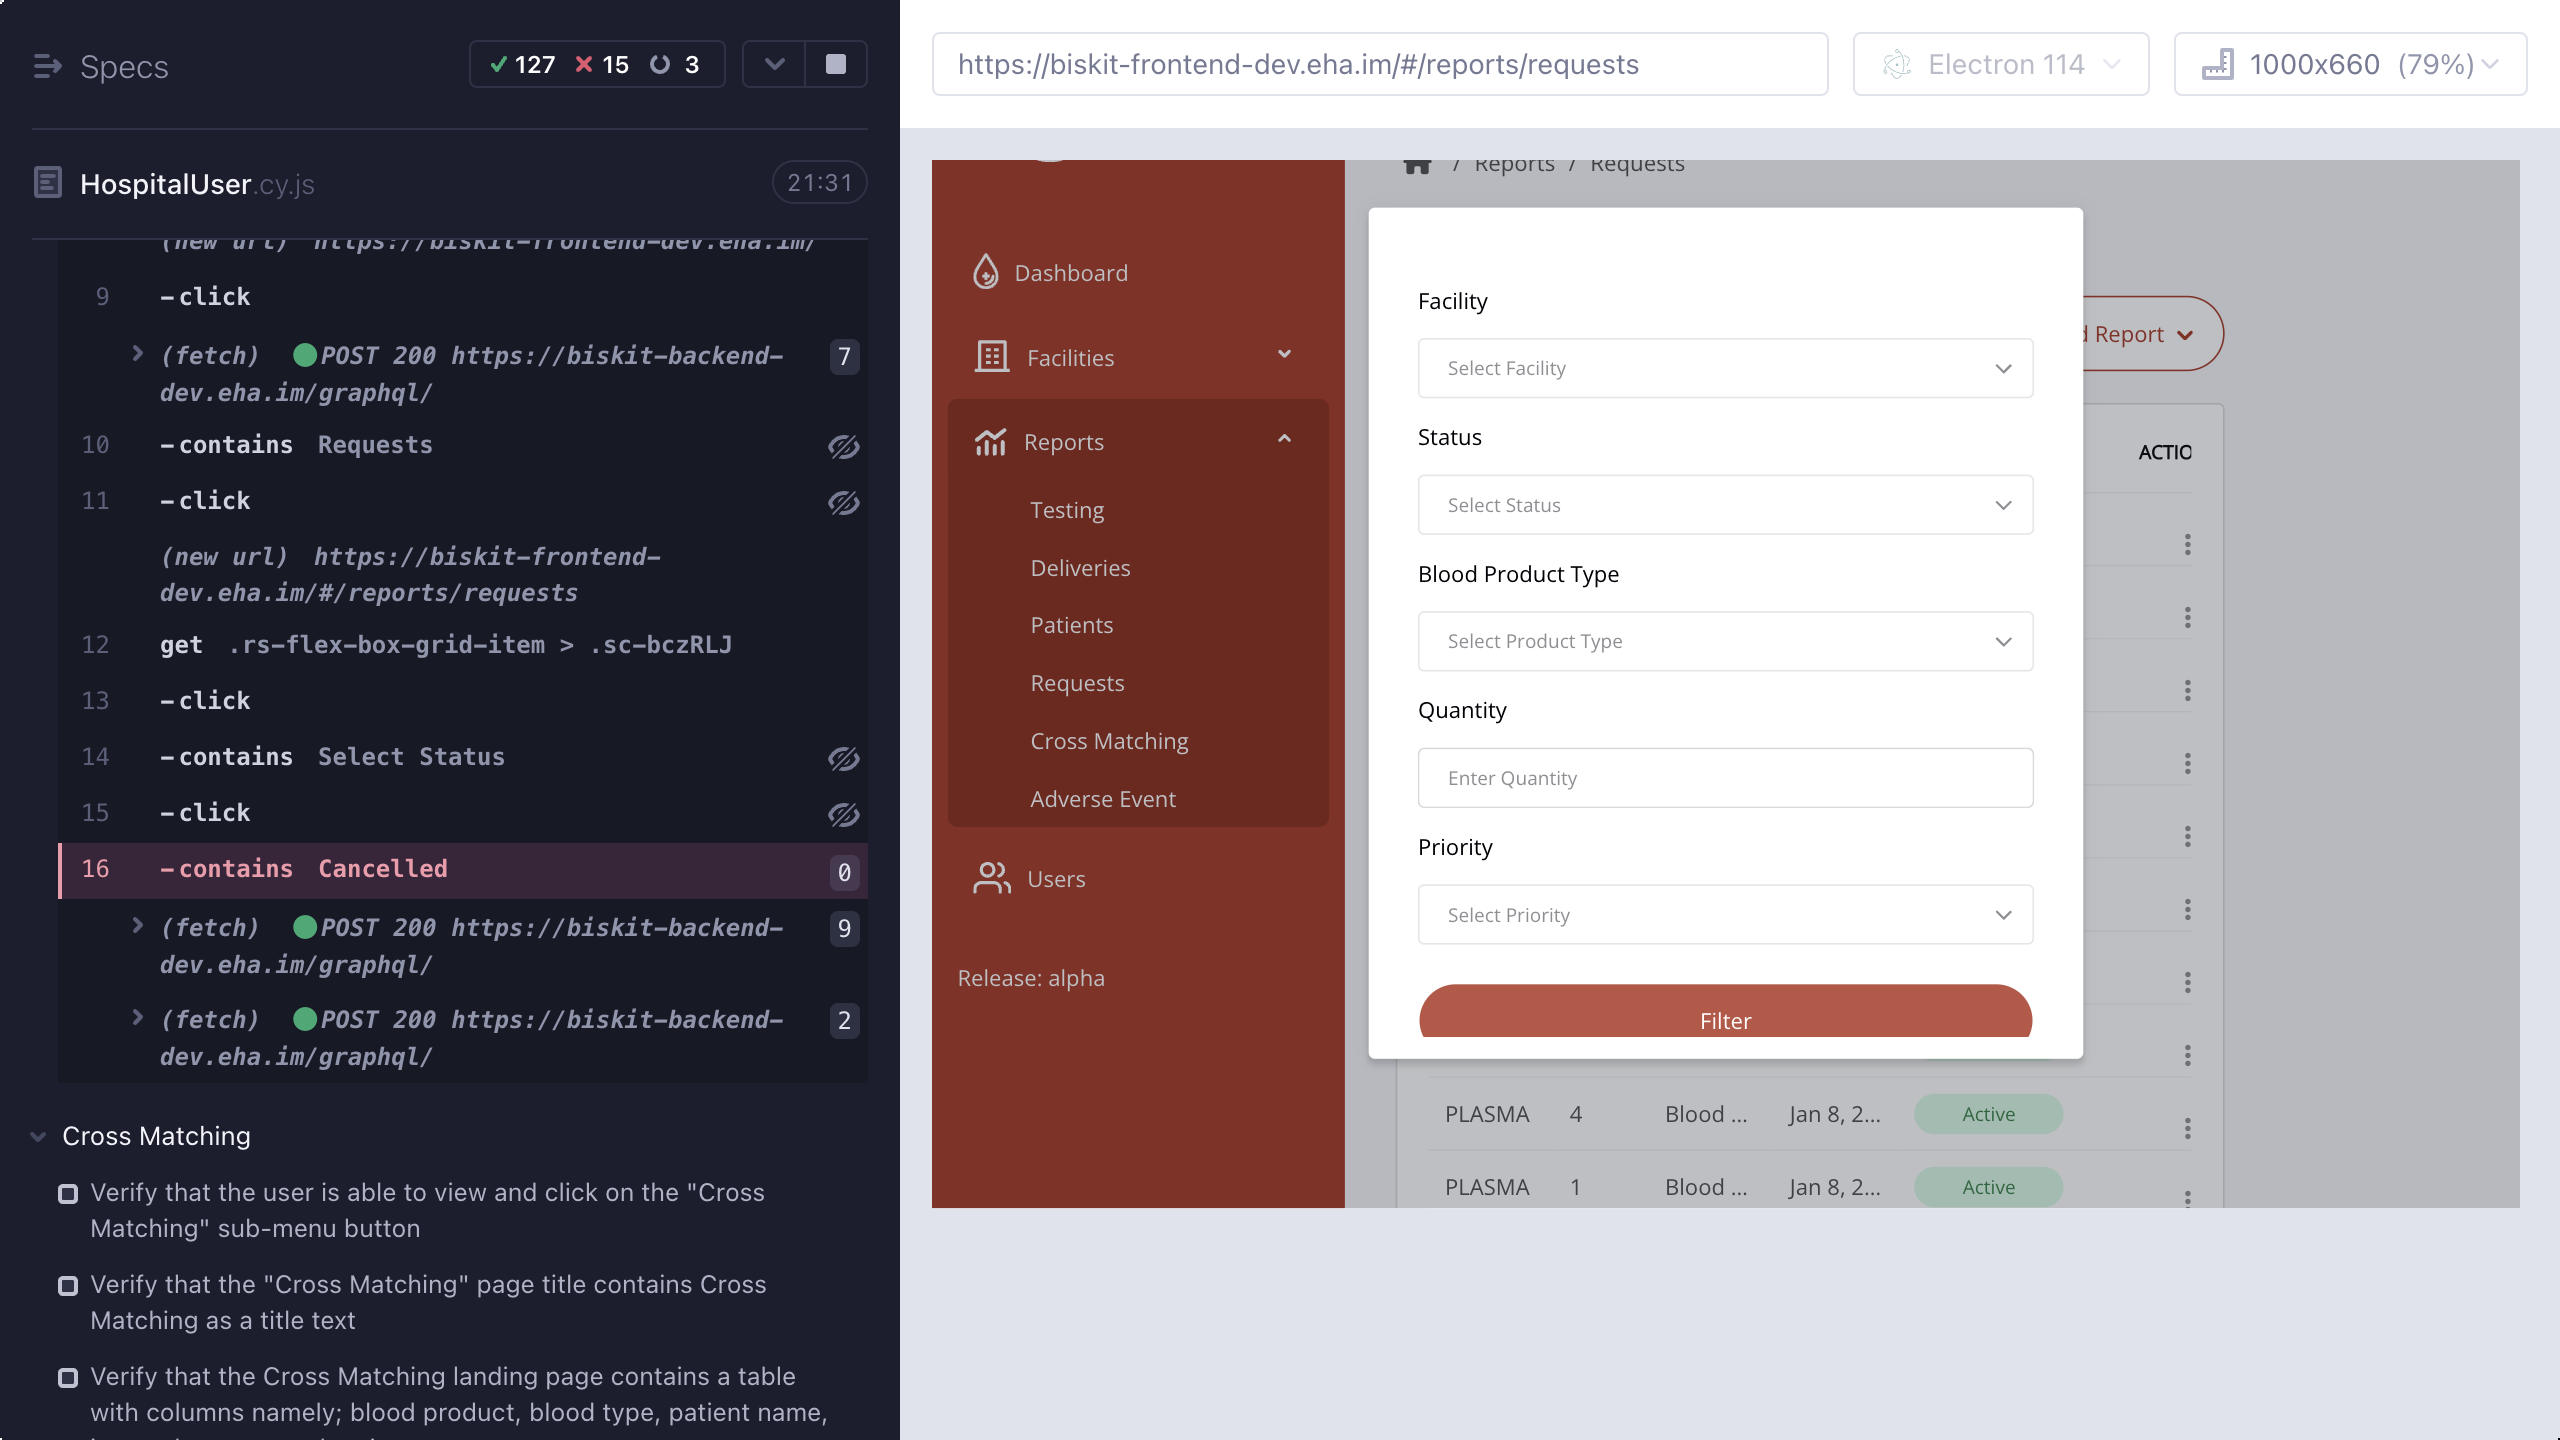 Specs
127 15 3
HospitalUser.cy.js 21:31
(new url) https://biskit-frontend-dev.eha.im/
9 -click
(fetch) POST 200 https://biskit-backend- 7
dev.eha.im/graphql/
10 -contains Requests
11 -click
(new url) https://biskit-frontend-
dev.eha.im/#/reports/requests
12 get .rs-flex-box-grid-item > .sc-bczRLJ
13 -click
14 -contains Select Status
15 -click
16 -contains Cancelled 0
(fetch) POST 200 https://biskit-backend- 9
dev.eha.im/graphql/
(fetch) POST 200 https://biskit-backend- 2
dev.eha.im/graphql/
Cross Matching
Verify that the user is able to view and click on the "Cross
Matching" sub-menu button
Verify that the "Cross Matching" page title contains Cross
Matching as a title text
Verify that the Cross Matching landing page contains a table
with columns namely; blood product, blood type, patient name,
https://biskit-frontend-dev.eha.im/#/reports/requests
Electron 114
1000x660 (79%)
Dashboard
Facilities
Reports
Testing
Deliveries
Patients
Requests
Cross Matching
Adverse Event
Users
Release: alpha
/ Reports / Requests
Report
ACTIO
Facility
Select Facility
Status
Select Status
Blood Product Type
Select Product Type
Quantity
Enter Quantity
Priority
Select Priority
Filter
PLASMA 4 Blood ... Jan 8, 2... Active
PLASMA 1 Blood ... Jan 8, 2... Active